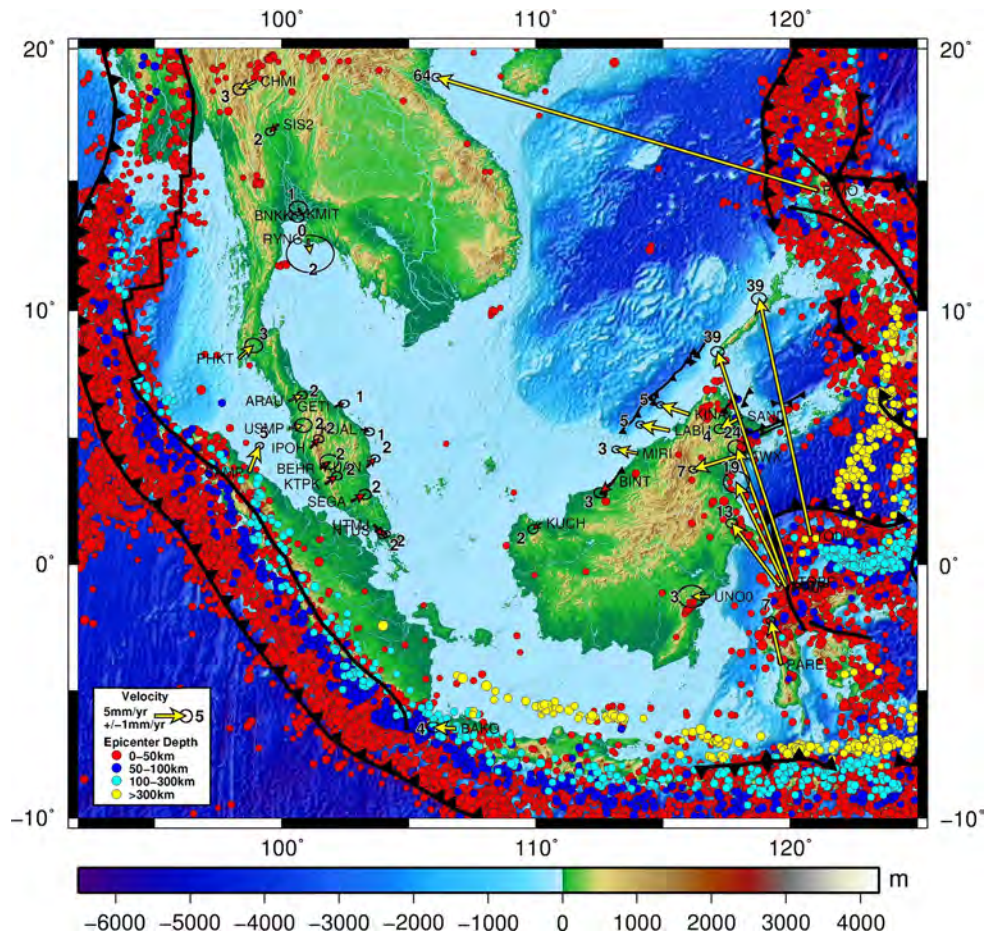 100° 110° 120°
20° 20°
64
CHMI
3
SIS2
2
1
BNKK KMIT
0
RYNG
2
39
10° 10°
39
3
PHKT
2
ARAU 1
GETI
5
KINA SAND
USMP 2
5
LABU 24
4
5
1
IPOH 2
3 MIRI
2
BEHR 7
19
KTPK 2
BINT
2
SEGA 3
13
KUCH
NTUS 2
2
2
0° 0°
3 UNO0
7
PARE
Velocity
5mm/yr 5
+/−1mm/yr
4 BAKO
Epicenter Depth
0−50km
50−100km
100−300km
>300km
−10° −10°
100° 110° 120°
m
−6000 −5000 −4000 −3000 −2000 −1000 0 1000 2000 3000 4000